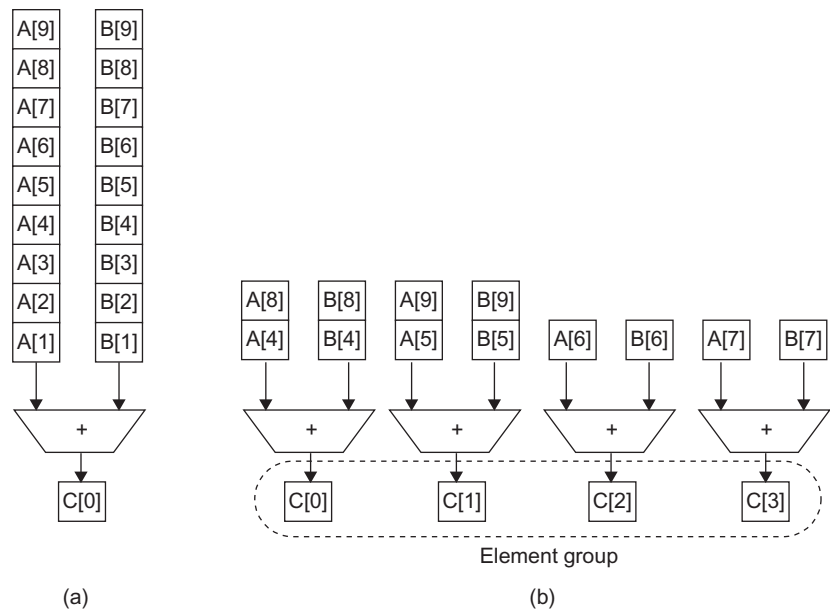 A[9] B[9]
A[8] B[8]
A[7] B[7]
A[6] B[6]
A[5] B[5]
A[4] B[4]
A[3] B[3]
A[2] B[2]
A[1] B[1]
+
C[0]
(a)
A[8] B[8] A[9] B[9]
A[4] B[4] A[5] B[5] A[6] B[6] A[7] B[7]
+ + + +
C[0] C[1] C[2] C[3]
Element group
(b)